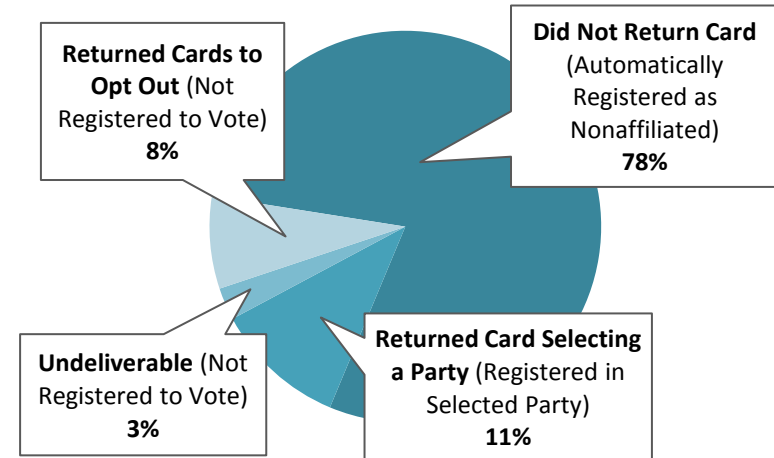 Returned Cards to
Opt Out (Not
Registered to Vote)
8%
Did Not Return Card
(Automatically
Registered as
Nonaffiliated)
78%
Undeliverable (Not
Registered to Vote)
3%
Returned Card Selecting
a Party (Registered in
Selected Party)
11%